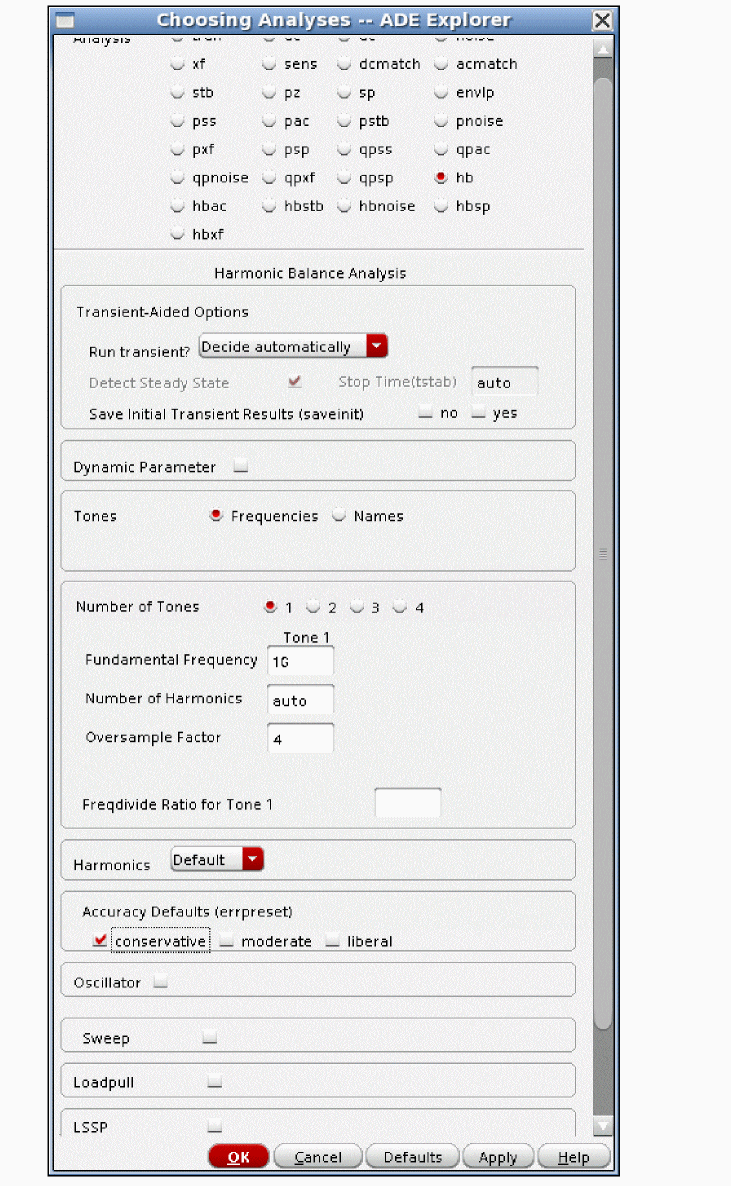 Choosing Analyses -- ADE Explorer
Analysis tran dc ac noise
xf sens dcmatch acmatch
stb pz sp envlp
pss pac pstb pnoise
pxf psp qpss qpac
qpnoise qpxf qpsp hb
hbac hbstb hbnoise hbsp
hbxf
Harmonic Balance Analysis
Transient-Aided Options
Run transient? Decide automatically
Detect Steady State Stop Time(tstab) auto
Save Initial Transient Results (saveinit) no yes
Dynamic Parameter
Tones Frequencies Names
Number of Tones 1 2 3 4
Tone 1
Fundamental Frequency 1G
Number of Harmonics auto
Oversample Factor 4
Freqdivide Ratio for Tone 1
Harmonics Default
Accuracy Defaults (errpreset)
conservative moderate liberal
Oscillator
Sweep
Loadpull
LSSP
OK Cancel Defaults Apply Help